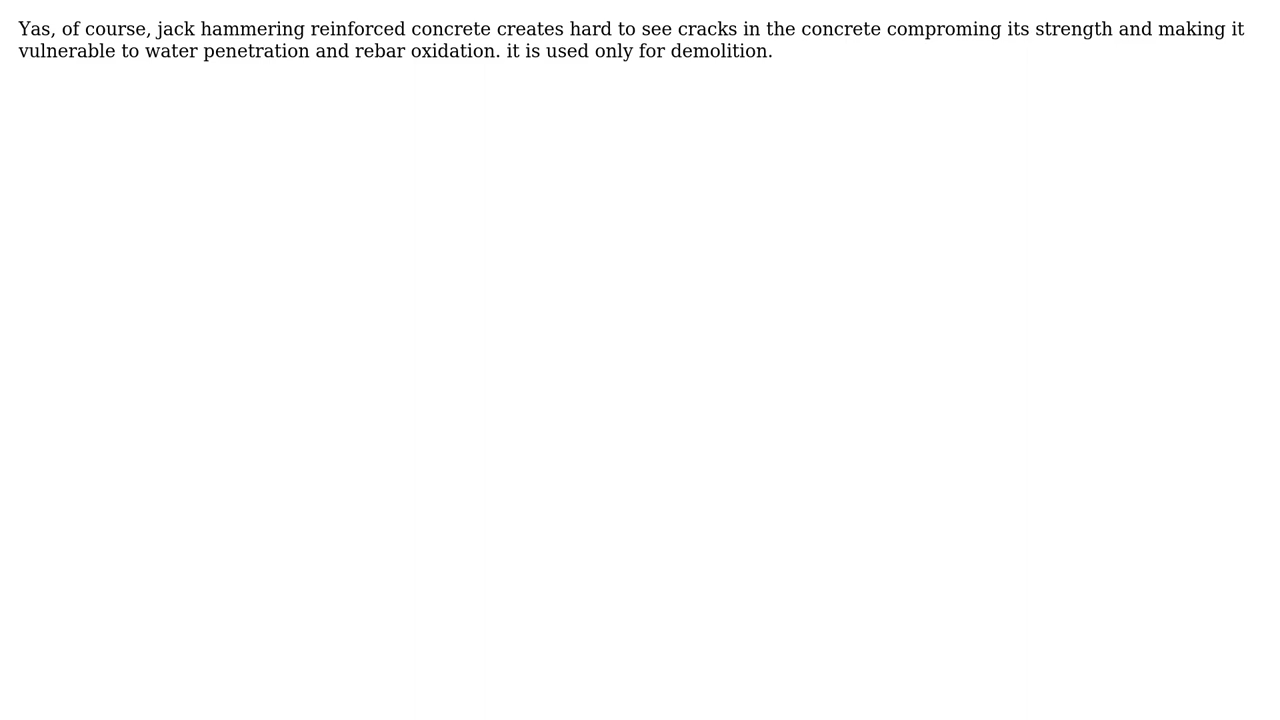 Yas, of course, jack hammering reinforced concrete creates hard to see cracks in the concrete comproming its strength and making it
vulnerable to water penetration and rebar oxidation. it is used only for demolition.